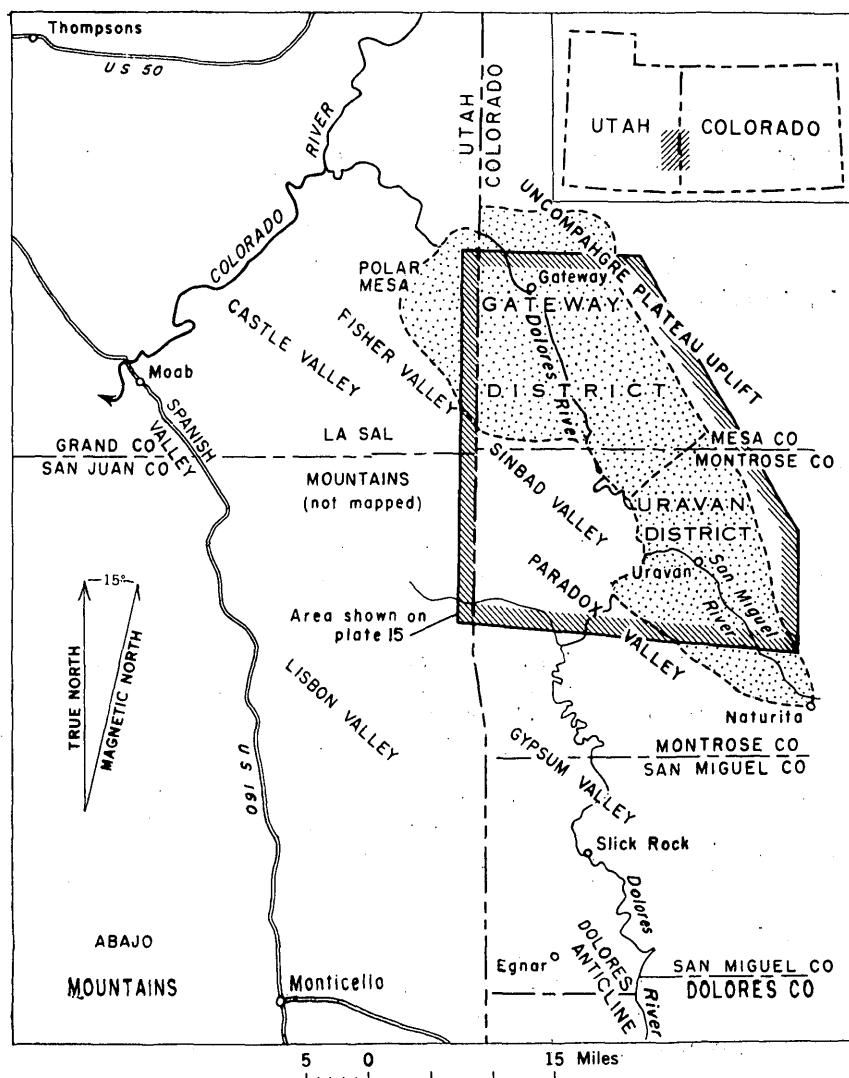 Thompsons
US 50
UTAH
COLORADO
UTAH
COLORADO
COLORADO
RIVER
UNCOMPAHGRE PLATEAU UPLIFT
POLAR
MESA
Gateway
GATEWAY
DISTRICT
Dolores
River
CASTLE VALLEY
FISHER VALLEY
Moab
SPANISH
VALLEY
GRAND CO
SAN JUAN CO
LA SAL
MOUNTAINS
(not mapped)
MESA CO
MONTROSE CO
SINBAD VALLEY
URAVAN
DISTRICT
Uravan
San Miguel
River
PARADOX VALLEY
Area shown on
plate 15
15°
TRUE NORTH
MAGNETIC NORTH
LISBON VALLEY
US 160
Naturita
GYPSUM VALLEY
MONTROSE CO
SAN MIGUEL CO
Slick Rock
Dolores
River
ABAJO
MOUNTAINS
Monticello
Egnar
DOLORES
ANTICLINE
SAN MIGUEL CO
DOLORES CO
5 0 15 Miles